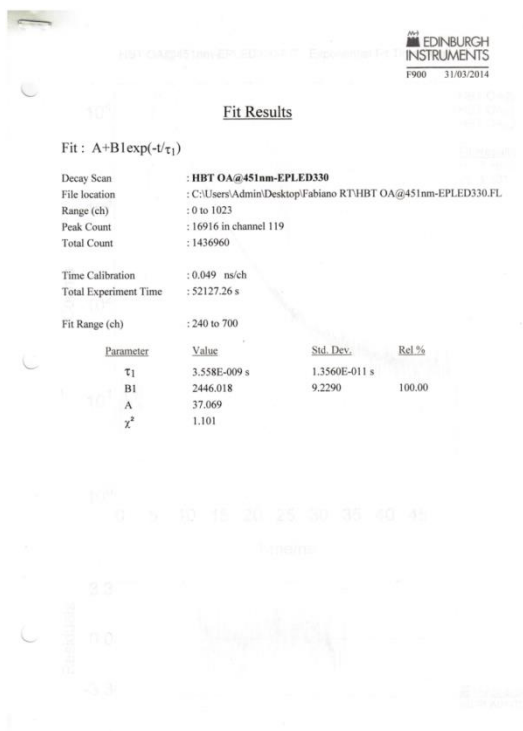 EDINBURGH
INSTRUMENTS
F900 31/03/2014
Fit Results
Fit : A+B1exp(-t/τ₁)
Decay Scan : HBT OA@451nm-EPLED330
File location : C:\Users\Admin\Desktop\Fabiano RT\HBT OA@451nm-EPLED330.FL
Range (ch) : 0 to 1023
Peak Count : 16916 in channel 119
Total Count : 1436960
Time Calibration : 0.049 ns/ch
Total Experiment Time : 52127.26 s
Fit Range (ch) : 240 to 700
Parameter Value Std. Dev. Rel %
τ₁ 3.558E-009 s 1.3560E-011 s
B1 2446.018 9.2290 100.00
A 37.069
χ² 1.101